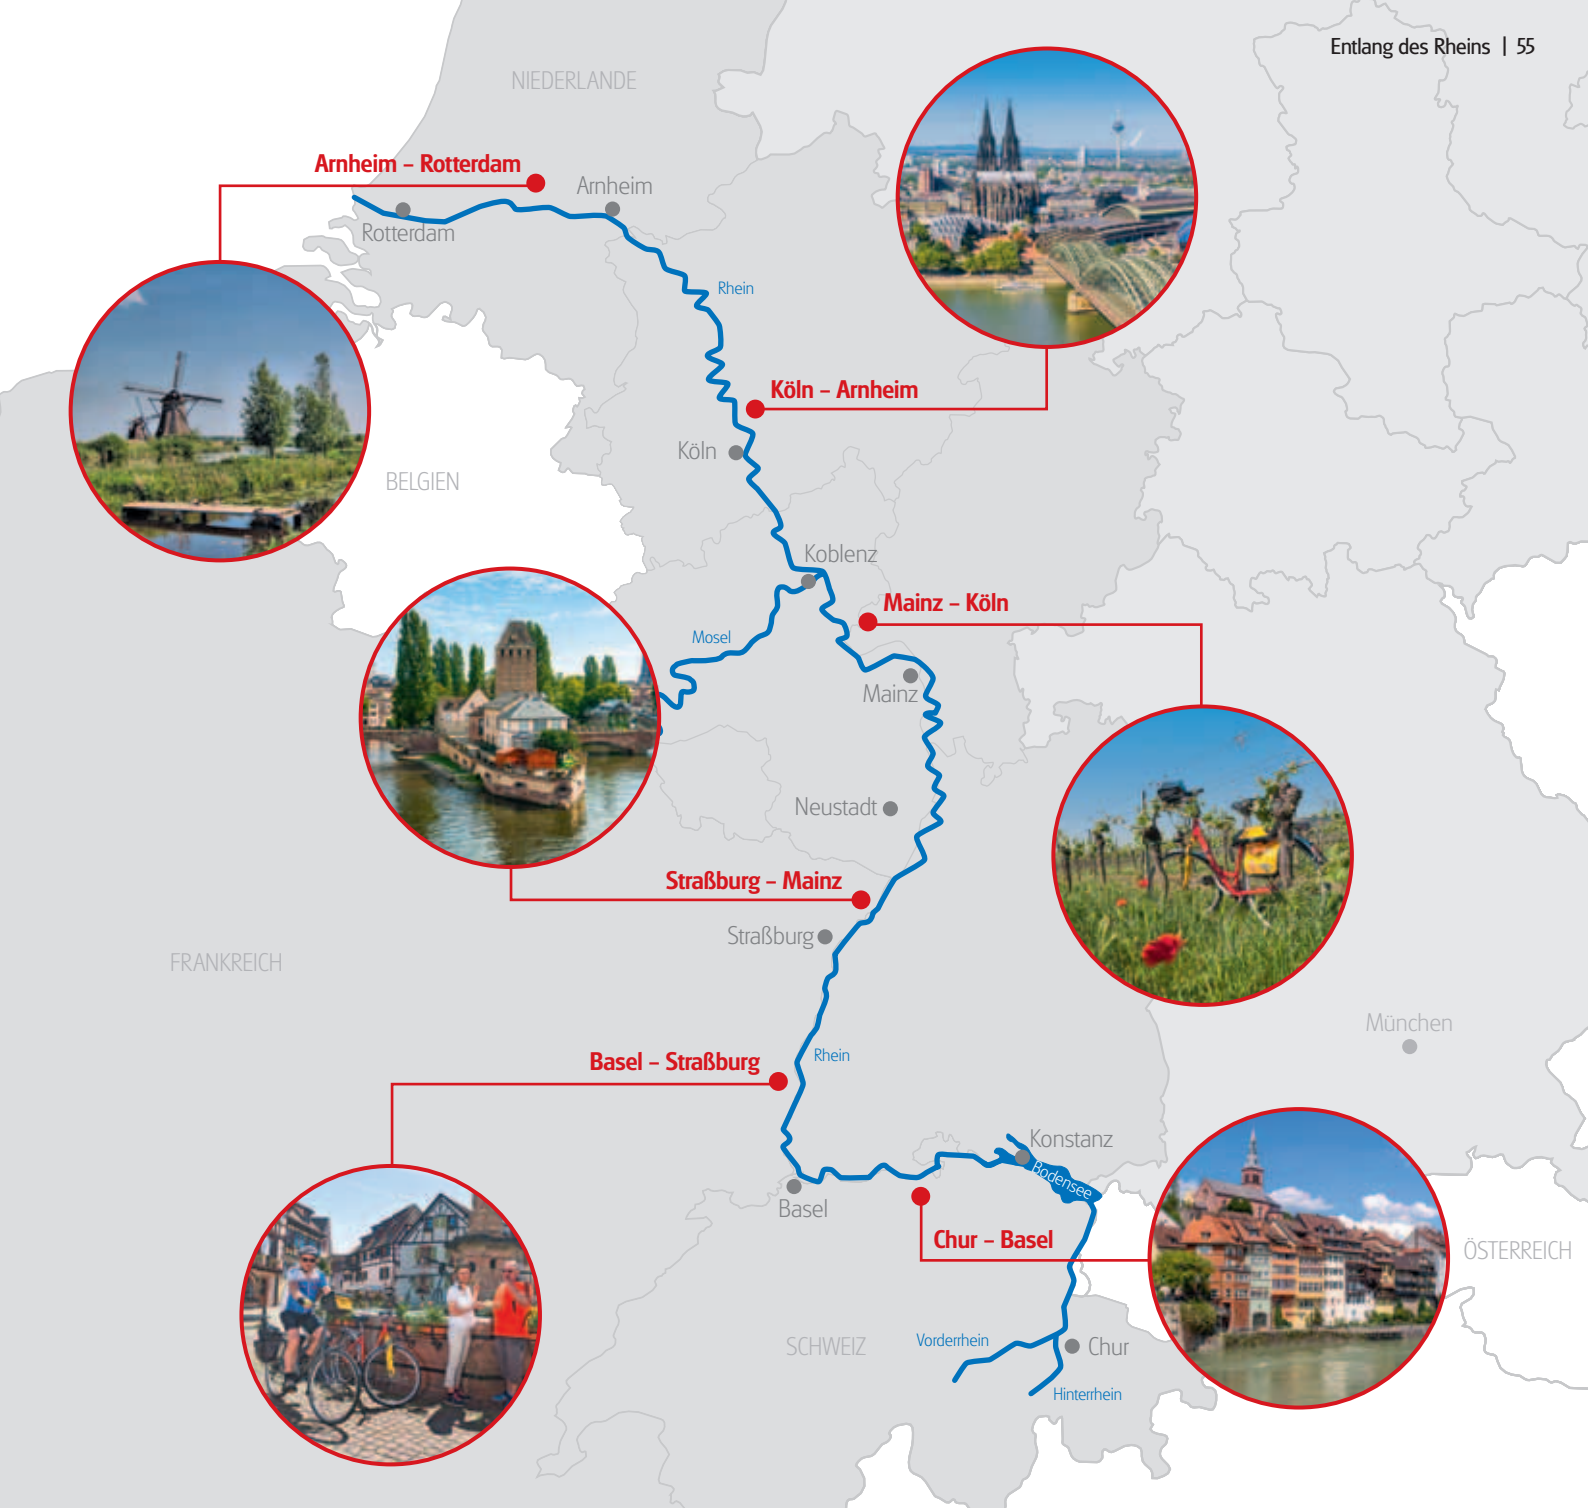 Entlang des Rheins | 55
NIEDERLANDE
Arnheim – Rotterdam
Arnheim
Rotterdam
Rhein
Köln – Arnheim
Köln
BELGIEN
Koblenz
Mainz – Köln
Mosel
Mainz
Neustadt
Straßburg – Mainz
Straßburg
FRANKREICH
München
Rhein
Basel – Straßburg
Konstanz
Bodensee
Basel
Chur – Basel
ÖSTERREICH
SCHWEIZ
Vorderrhein
Chur
Hinterrhein